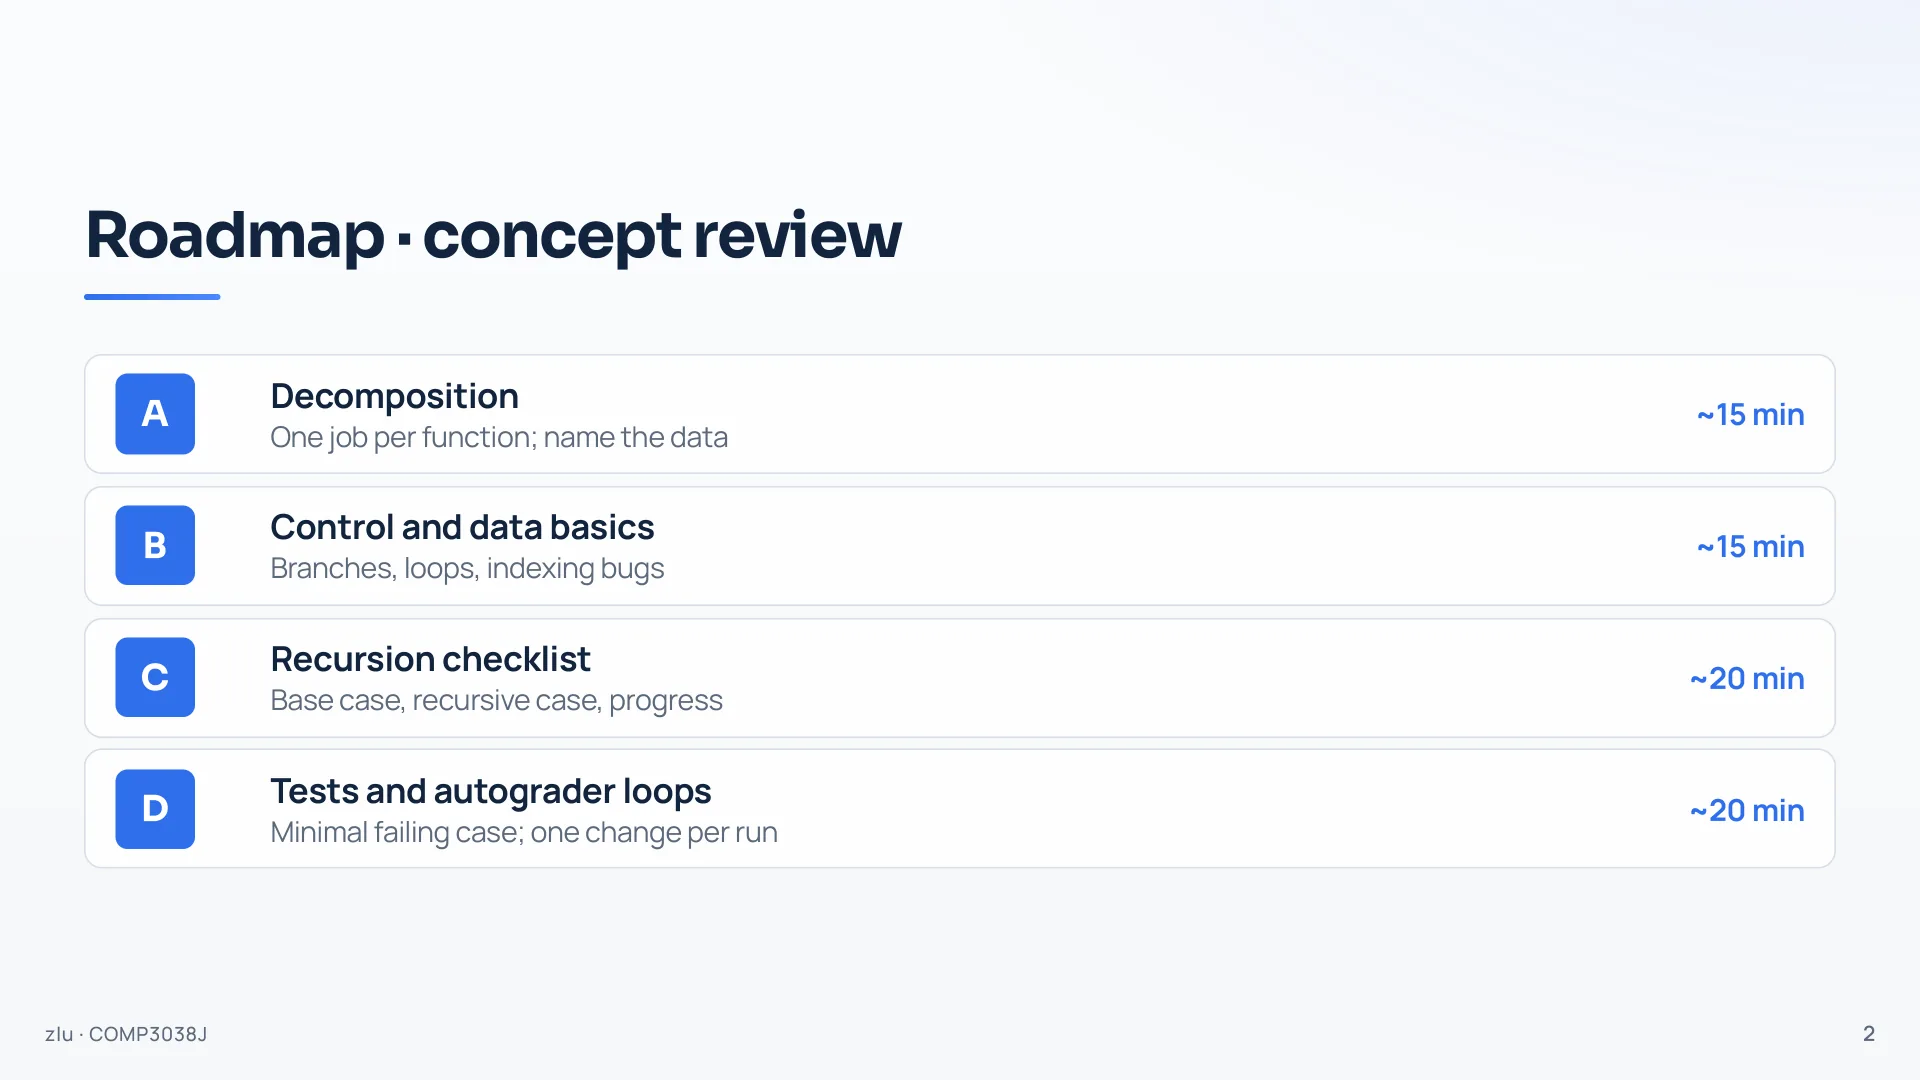 Roadmap · concept review
A
Decomposition
One job per function; name the data
~15 min
B
Control and data basics
Branches, loops, indexing bugs
~15 min
C
Recursion checklist
Base case, recursive case, progress
~20 min
D
Tests and autograder loops
Minimal failing case; one change per run
~20 min
zlu · COMP3038J
2